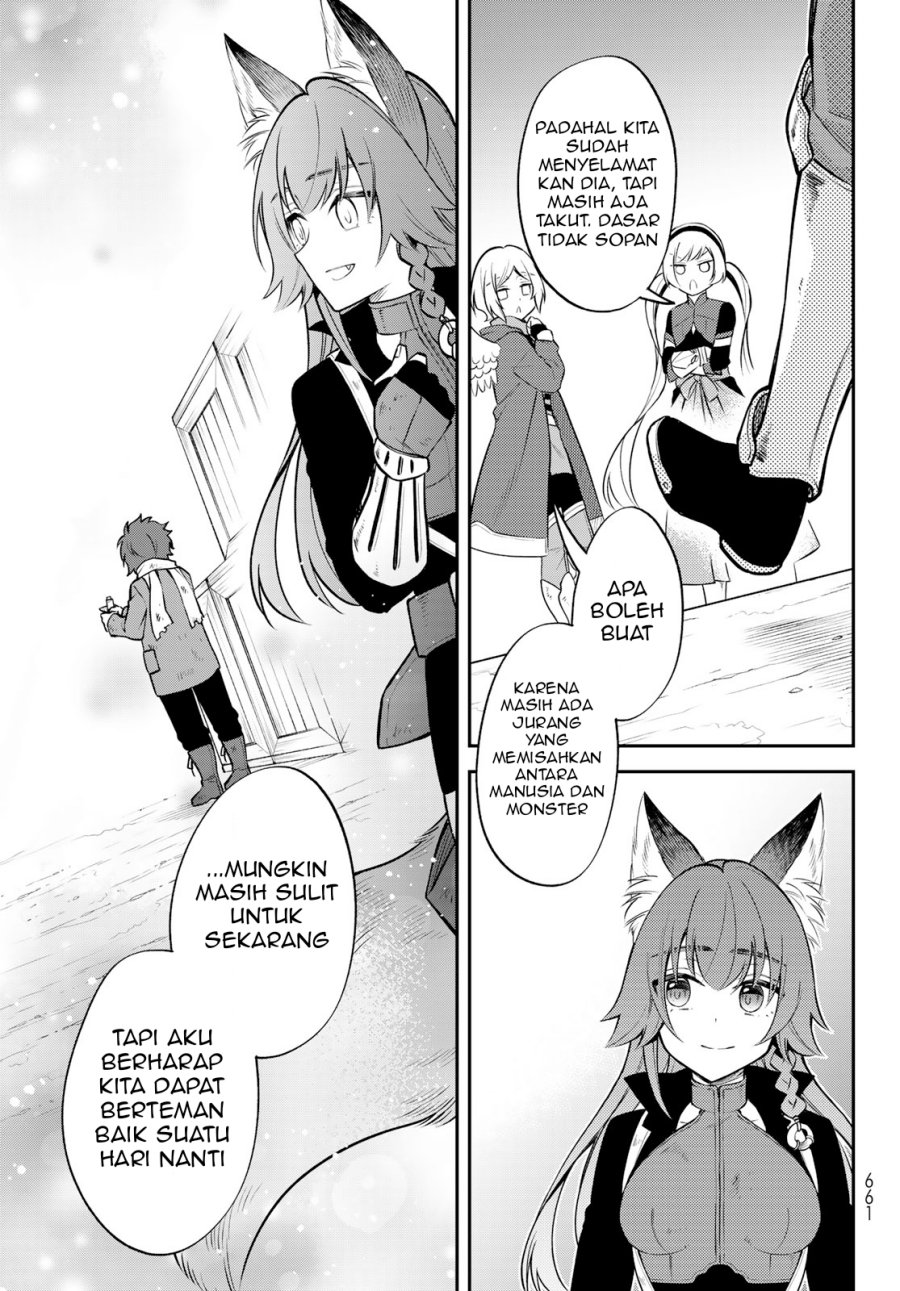 PADAHAL KITA
SUDAH
MENYELAMAT
KAN DIA, TAPI
MASIH AJA
TAKUT. DASAR
TIDAK SOPAN
APA
BOLEH
BUAT
KARENA
MASIH ADA
JURANG
YANG
MEMISAHKAN
ANTARA
MANUSIA DAN
MONSTER
...MUNGKIN
MASIH SULIT
UNTUK
SEKARANG
TAPI AKU
BERHARAP
KITA DAPAT
BERTEMAN
BAIK SUATU
HARI NANTI
661